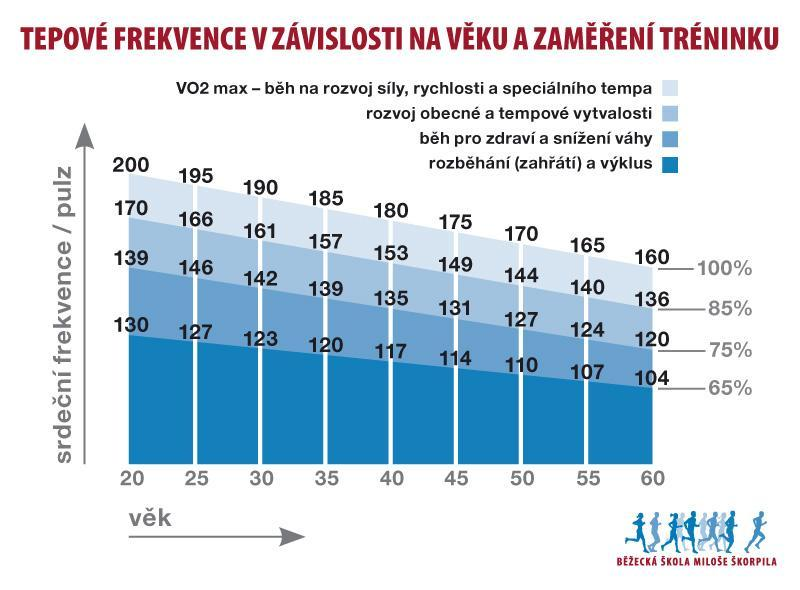 TEPOVÉ FREKVENCE V ZÁVISLOSTI NA VĚKU A ZAMĚŘENÍ TRÉNINKU
VO2 max – běh na rozvoj síly, rychlosti a speciálního tempa
rozvoj obecné a tempové vytvalosti
běh pro zdraví a snížení váhy
rozběhání (zahřátí) a výklus
srdeční frekvence / pulz
200 195 190 185 180 175 170 165 160 100%
170 166 161 157 153 149 144 140 136 85%
139 146 142 139 135 131 127 124 120 75%
130 127 123 120 117 114 110 107 104 65%
20 25 30 35 40 45 50 55 60
věk
BĚŽECKÁ ŠKOLA MILOŠE ŠKORPILA